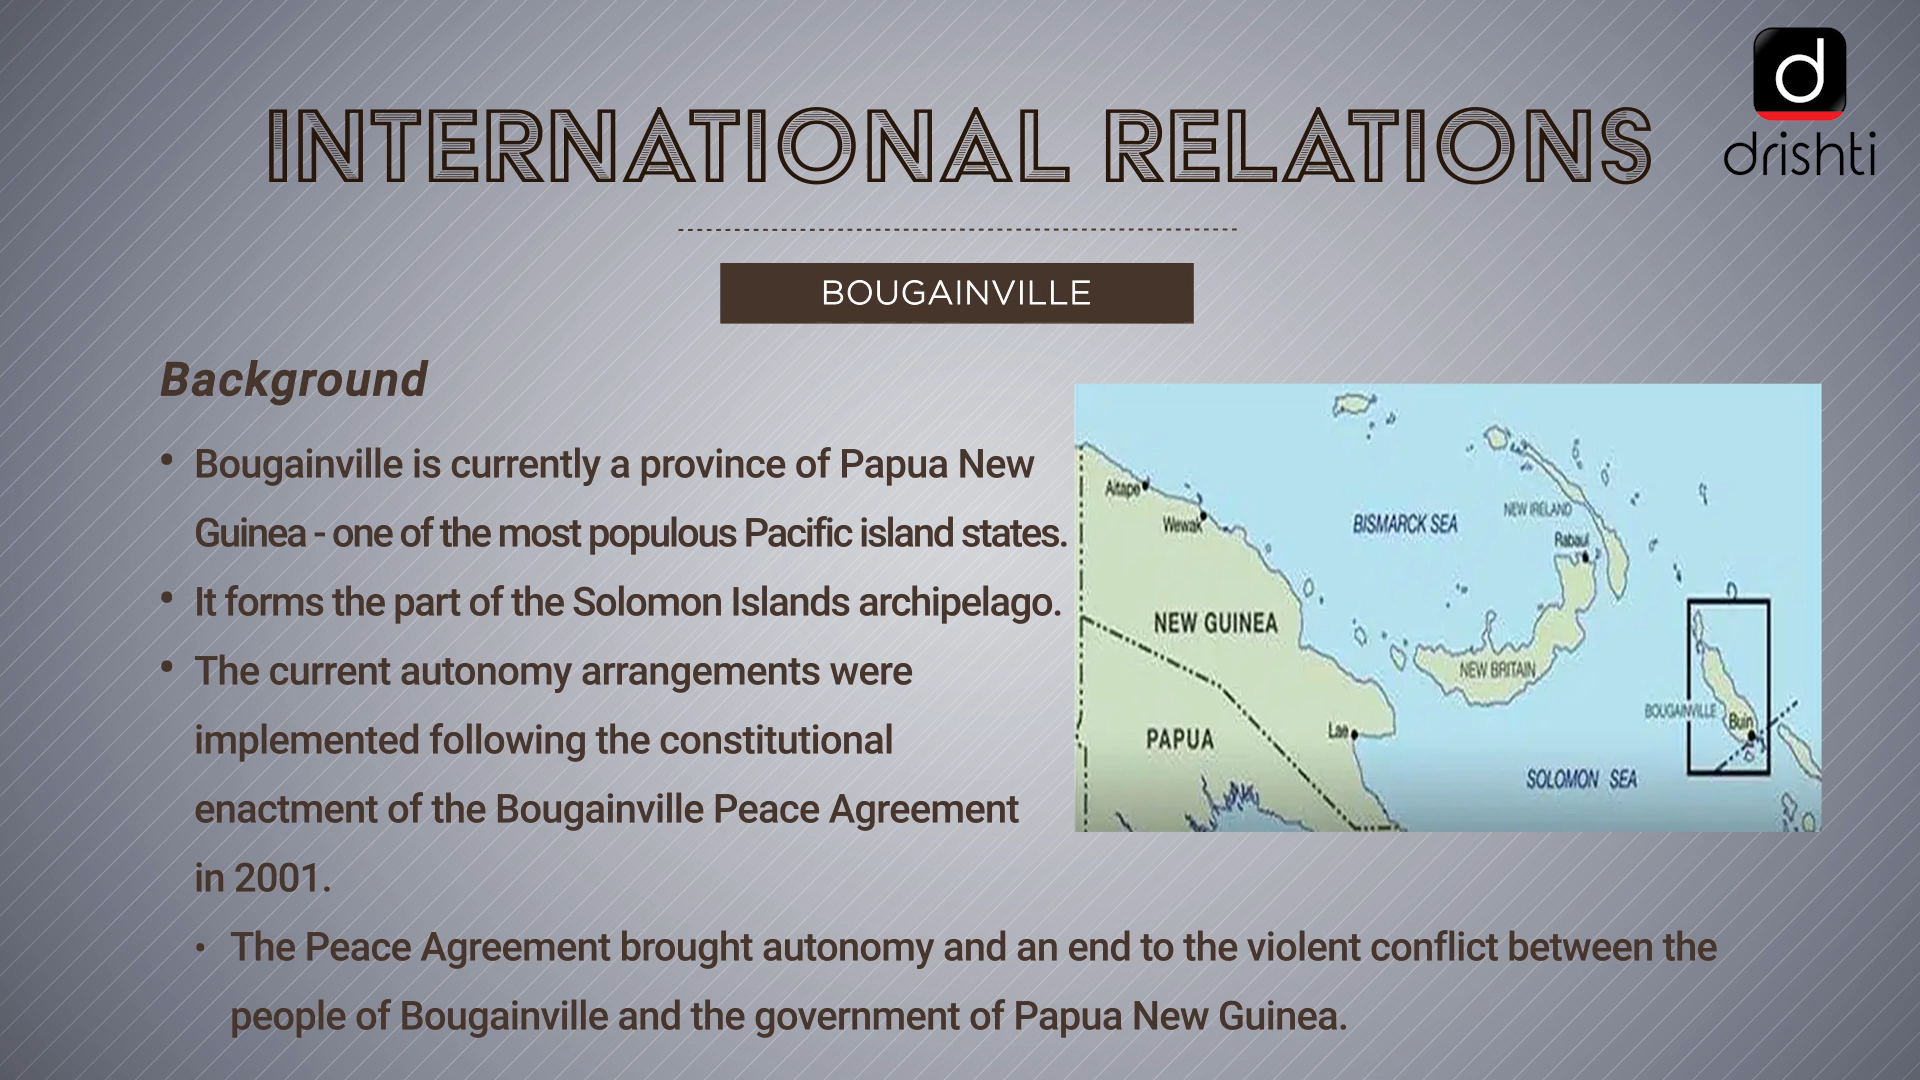 d
drishti
INTERNATIONAL RELATIONS
BOUGAINVILLE
Background
• Bougainville is currently a province of Papua New
Guinea - one of the most populous Pacific island states.
• It forms the part of the Solomon Islands archipelago.
• The current autonomy arrangements were
implemented following the constitutional
enactment of the Bougainville Peace Agreement
in 2001.
• The Peace Agreement brought autonomy and an end to the violent conflict between the
people of Bougainville and the government of Papua New Guinea.
Aitape
Wewak
BISMARCK SEA
NEW IRELAND
Rabaul
NEW GUINEA
NEW BRITAIN
BOUGAINVILLE
Buin
Lae
PAPUA
SOLOMON SEA